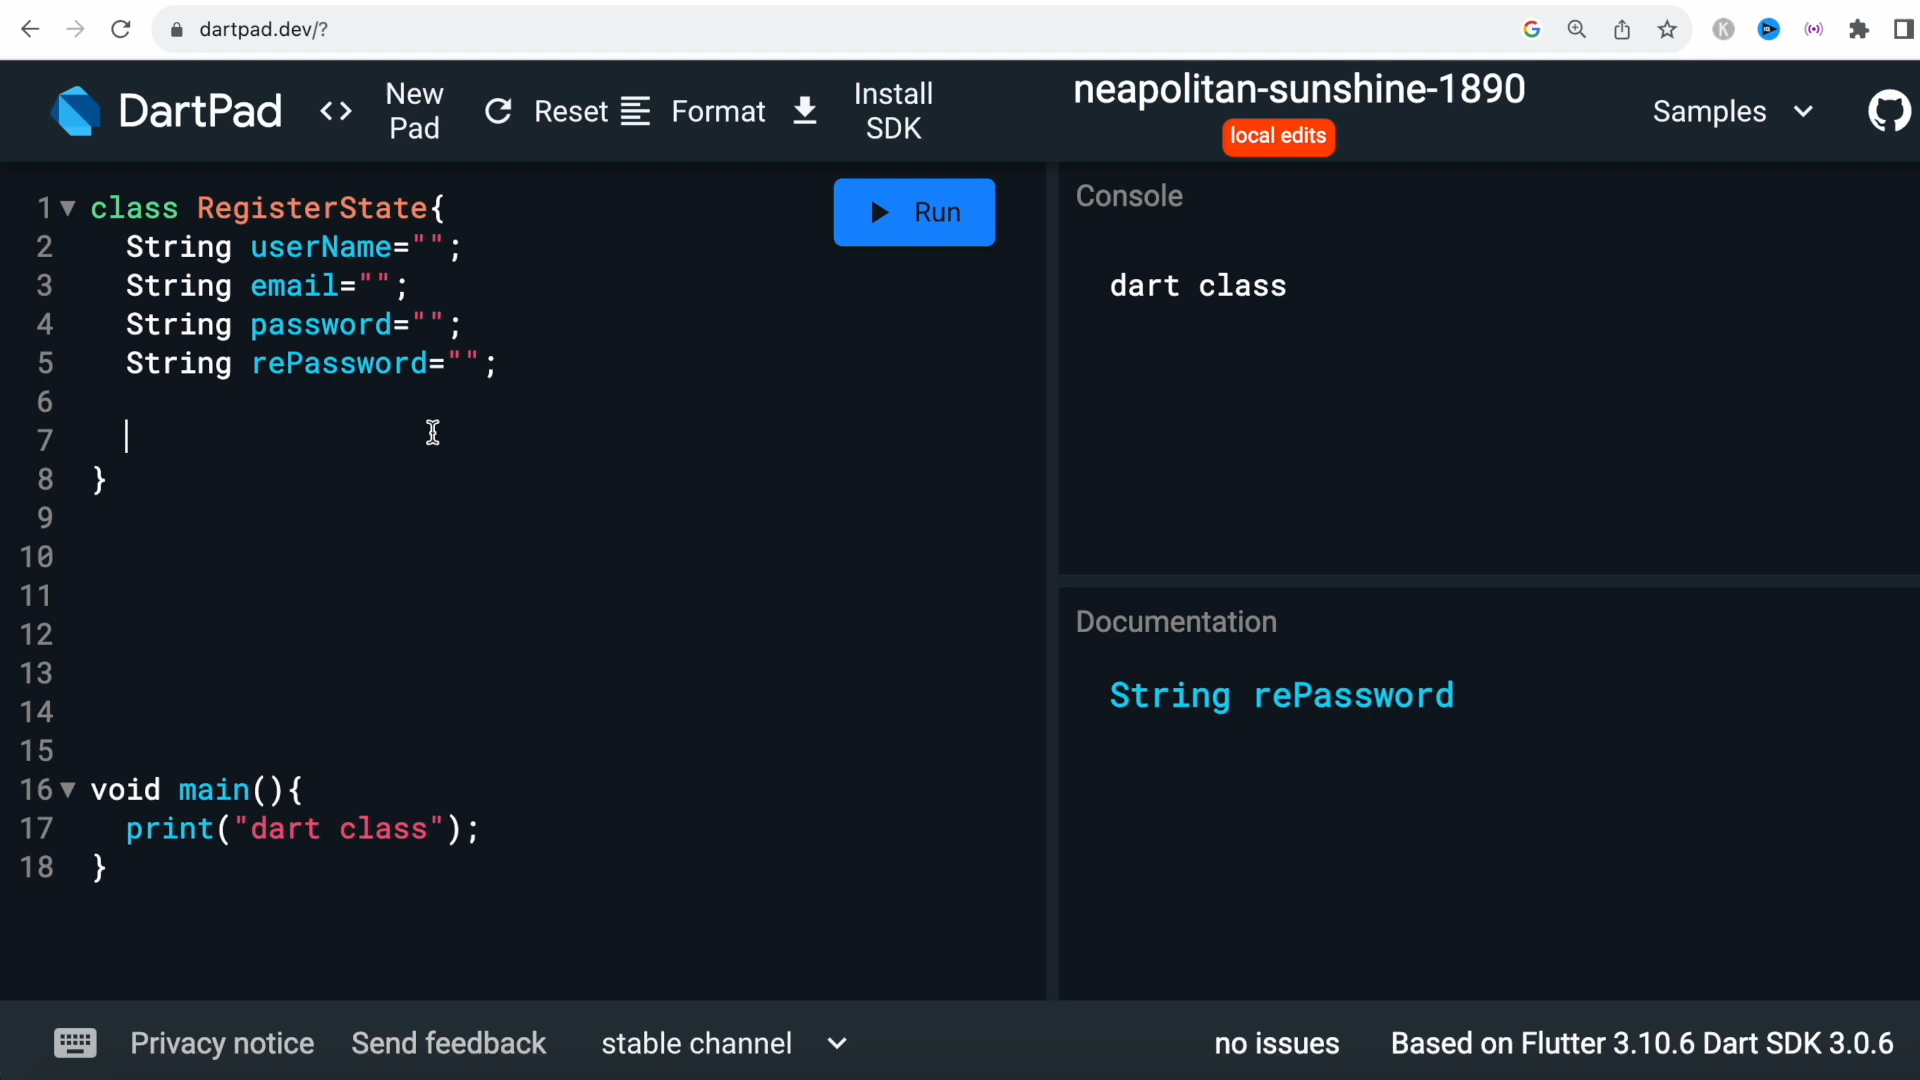 dartpad.dev/?
DartPad
<> New Pad
Reset
Format
Install SDK
neapolitan-sunshine-1890
local edits
Samples
1 class RegisterState{
2 String userName="";
3 String email="";
4 String password="";
5 String rePassword="";
6
7
8 }
9
10
11
12
13
14
15
16 void main(){
17 print("dart class");
18 }
Run
Console
dart class
Documentation
String rePassword
Privacy notice
Send feedback
stable channel
no issues
Based on Flutter 3.10.6 Dart SDK 3.0.6